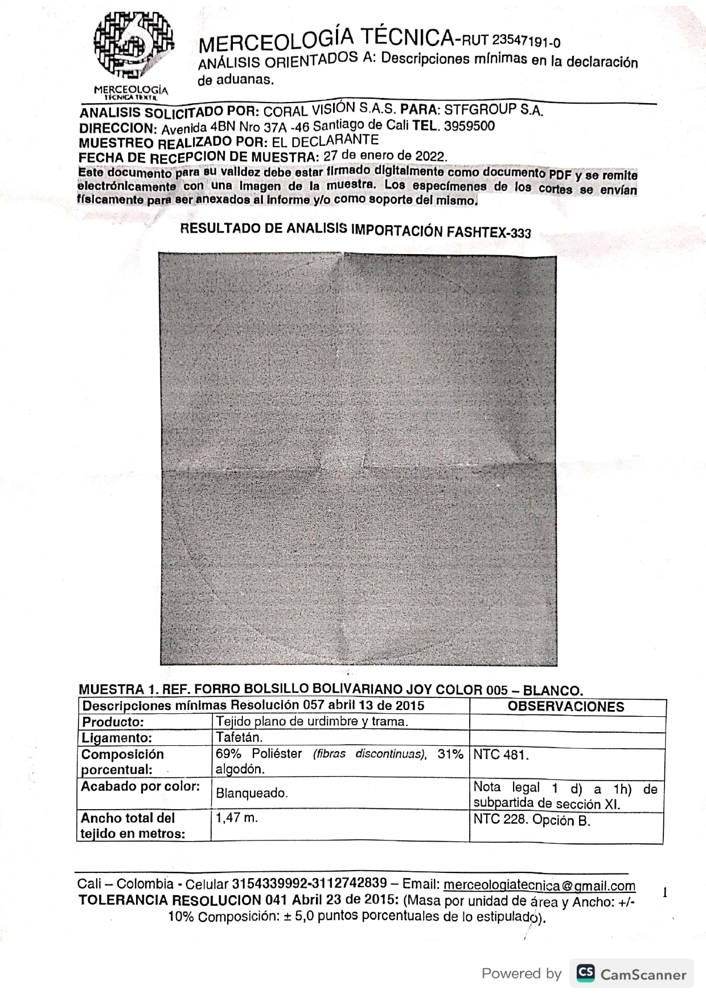 MERCEOLOGÍA
TÉCNICA TEXTIL
MERCEOLOGÍA TÉCNICA-RUT 23547191-0
ANÁLISIS ORIENTADOS A: Descripciones mínimas en la declaración
de aduanas.
ANALISIS SOLICITADO POR: CORAL VISIÓN S.A.S. PARA: STFGROUP S.A.
DIRECCION: Avenida 4BN Nro 37A -46 Santiago de Cali TEL. 3959500
MUESTREO REALIZADO POR: EL DECLARANTE
FECHA DE RECEPCION DE MUESTRA: 27 de enero de 2022.
Este documento para su validez debe estar firmado digitalmente como documento PDF y se remite
electrónicamente con una Imagen de la muestra. Los especímenes de los cortes se envían
físicamente para ser anexados al Informe y/o como soporte del mismo.
RESULTADO DE ANALISIS IMPORTACIÓN FASHTEX-333
MUESTRA 1. REF. FORRO BOLSILLO BOLIVARIANO JOY COLOR 005 – BLANCO.
Descripciones mínimas Resolución 057 abril 13 de 2015 OBSERVACIONES
Producto: Tejido plano de urdimbre y trama.
Ligamento: Tafetán.
Composición 69% Poliéster (fibras discontinuas), 31% NTC 481.
porcentual: algodón.
Acabado por color: Blanqueado. Nota legal 1 d) a 1h) de
subpartida de sección XI.
Ancho total del 1,47 m. NTC 228. Opción B.
tejido en metros:
Cali – Colombia - Celular 3154339992-3112742839 – Email: merceologiatecnica@gmail.com
1
TOLERANCIA RESOLUCION 041 Abril 23 de 2015: (Masa por unidad de área y Ancho: +/-
10% Composición: ± 5,0 puntos porcentuales de lo estipulado).
Powered by CS CamScanner